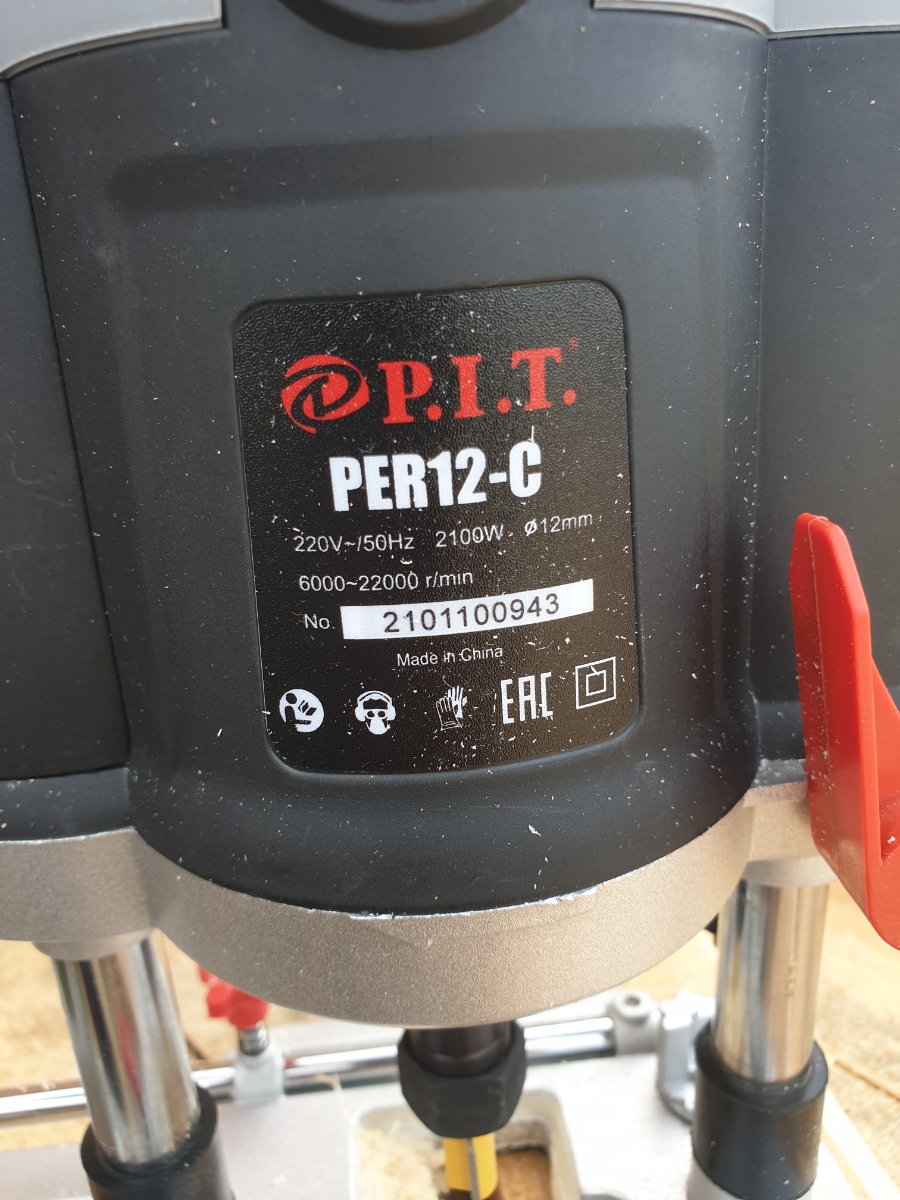 P.I.T.®
PER12-C
220V~/50Hz 2100W Ø12mm
6000~22000 r/min
No. 2101100943
Made in China
EAC